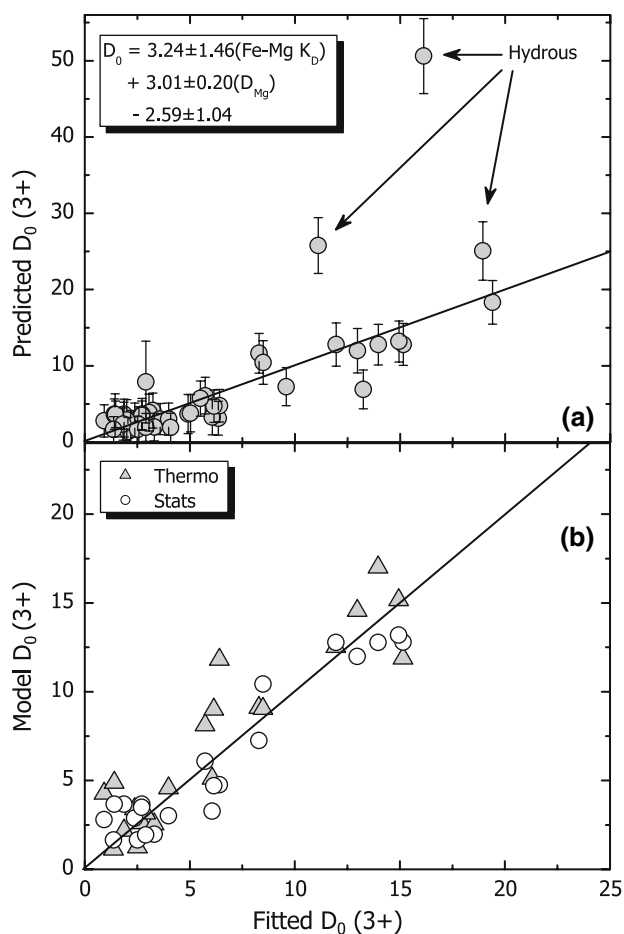 60
50
40
30
20
10
0
Predicted D₀ (3+)
D₀ = 3.24±1.46(Fe-Mg K_D)
+ 3.01±0.20(D_Mg)
- 2.59±1.04
Hydrous
(a)
20
15
10
5
0
Model D₀ (3+)
Thermo
Stats
(b)
0 5 10 15 20 25
Fitted D₀ (3+)